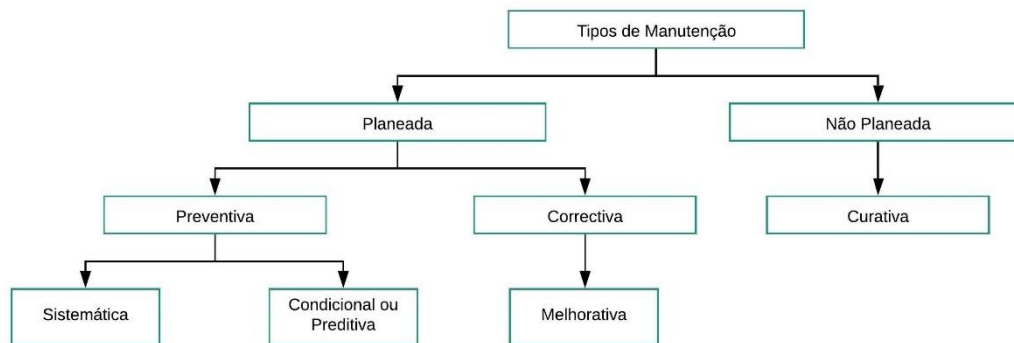 Tipos de Manutenção
Planeada
Não Planeada
Preventiva
Correctiva
Curativa
Sistemática
Condicional ou
Preditiva
Melhorativa